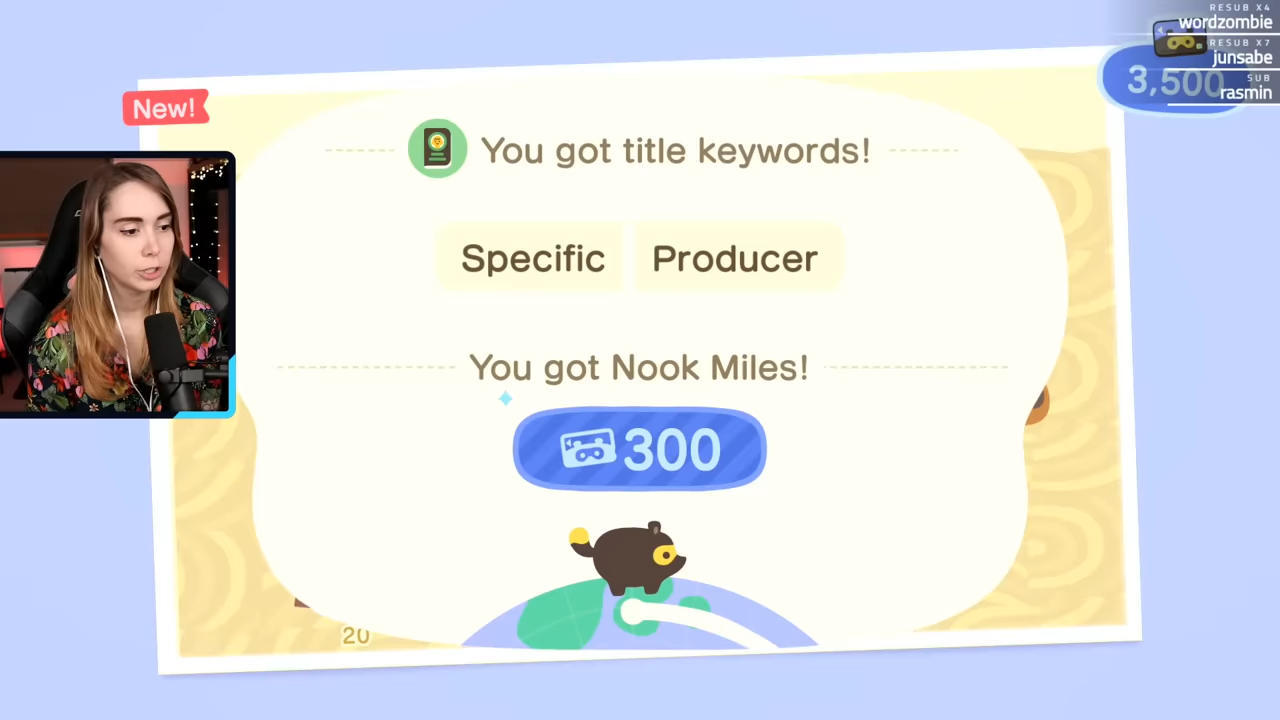 RESUB X4
wordzombie
RESUB X7
junsabe
SUB
rasmin
3,500
New!
You got title keywords!
Specific Producer
You got Nook Miles!
300
20